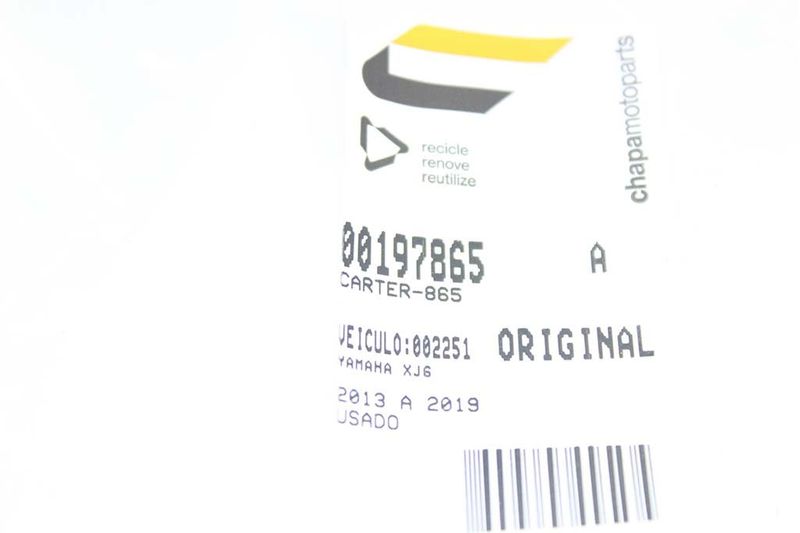 recicle
renove
reutilize
chapamotoparts
00197865 A
CARTER-865
VEICULO:002251 ORIGINAL
YAMAHA XJ6
2013 A 2019
USADO